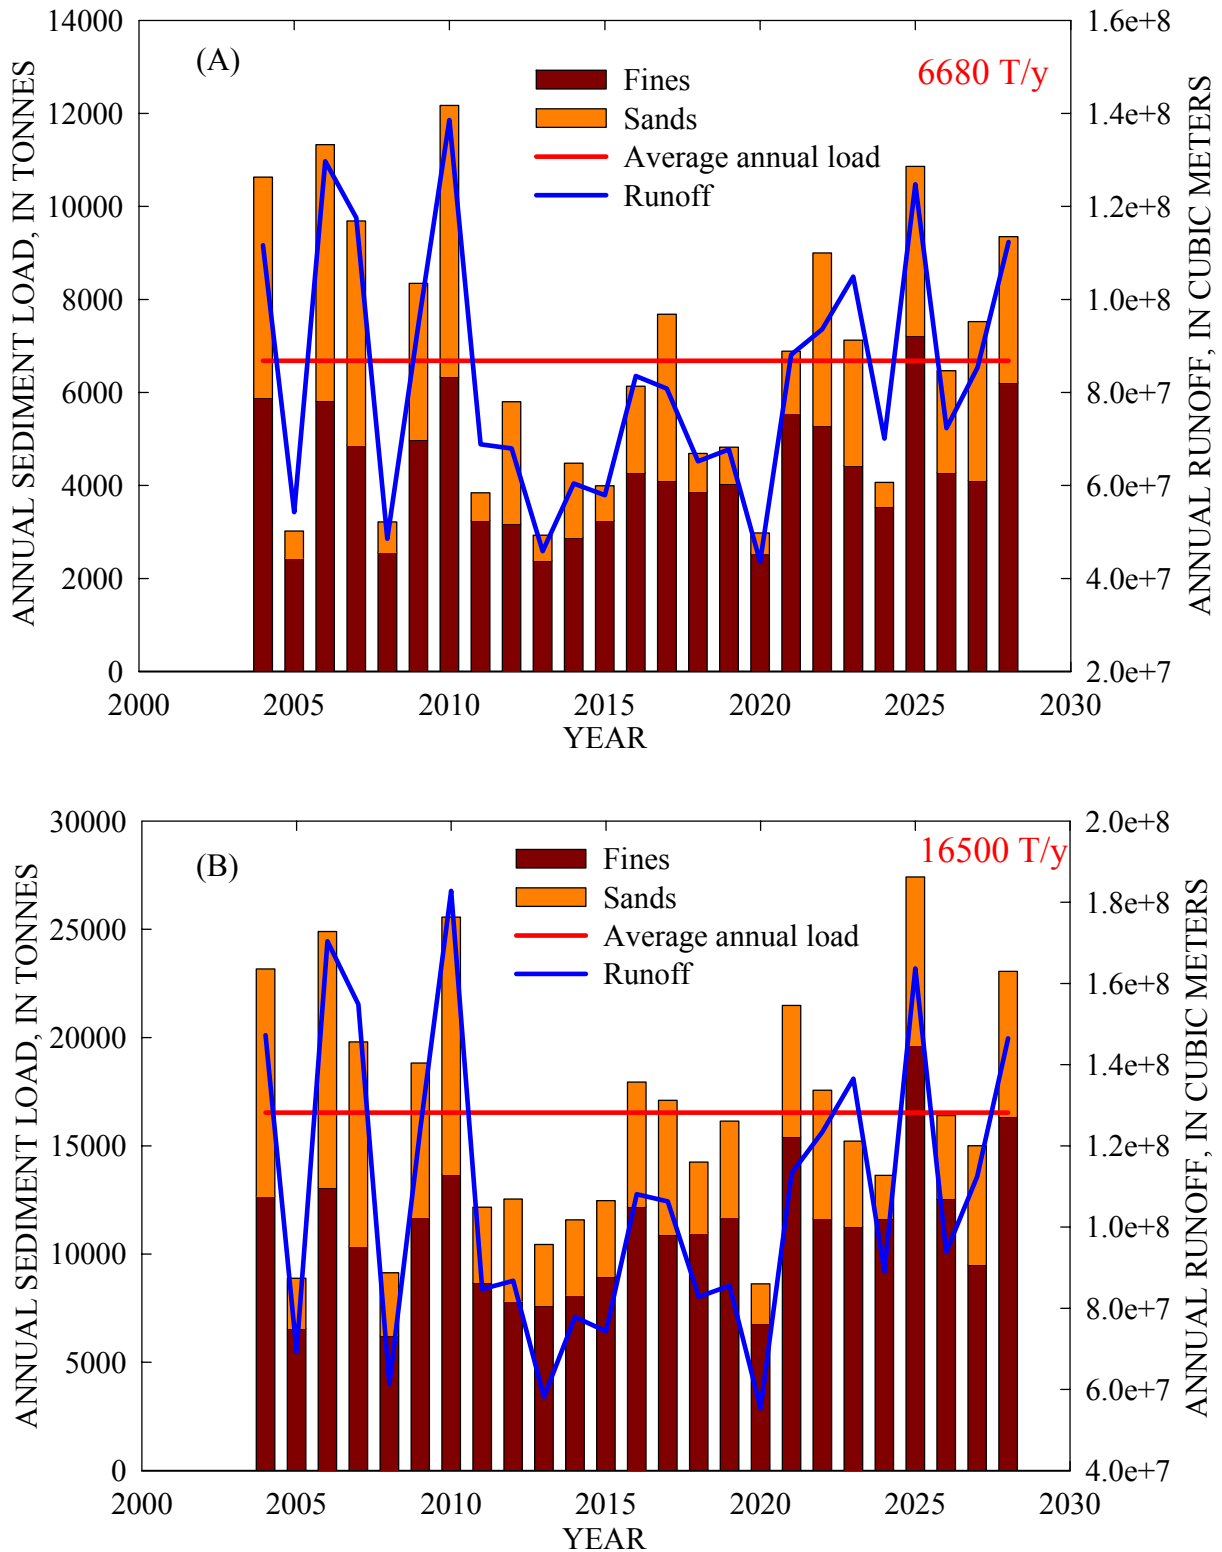 (A)
6680 T/y
Fines
Sands
Average annual load
Runoff
ANNUAL SEDIMENT LOAD, IN TONNES
14000
12000
10000
8000
6000
4000
2000
0
1.6e+8
1.4e+8
1.2e+8
1.0e+8
8.0e+7
6.0e+7
4.0e+7
2.0e+7
ANNUAL RUNOFF, IN CUBIC METERS
2000 2005 2010 2015 2020 2025 2030
YEAR
(B)
16500 T/y
Fines
Sands
Average annual load
Runoff
ANNUAL SEDIMENT LOAD, IN TONNES
30000
25000
20000
15000
10000
5000
0
2.0e+8
1.8e+8
1.6e+8
1.4e+8
1.2e+8
1.0e+8
8.0e+7
6.0e+7
4.0e+7
ANNUAL RUNOFF, IN CUBIC METERS
2000 2005 2010 2015 2020 2025 2030
YEAR